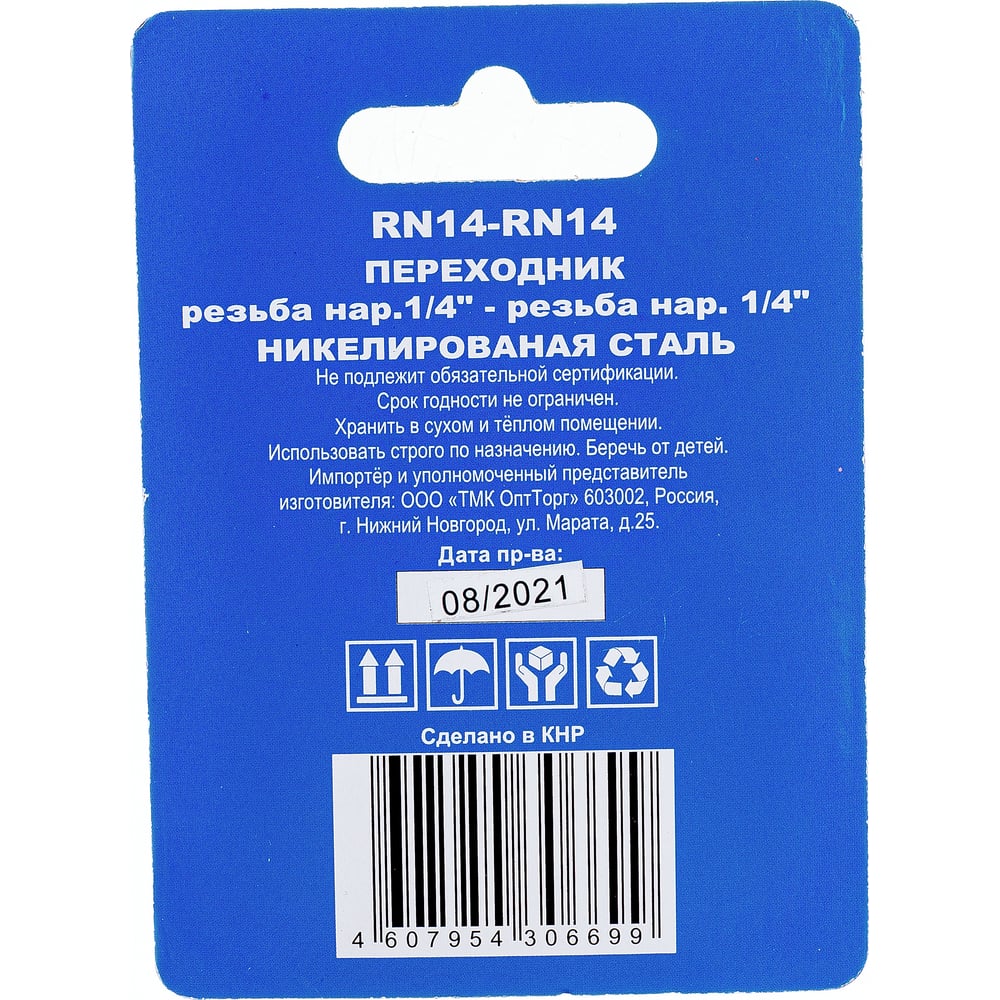 RN14-RN14
ПЕРЕХОДНИК
резьба нар.1/4" - резьба нар. 1/4"
НИКЕЛИРОВАНАЯ СТАЛЬ
Не подлежит обязательной сертификации.
Срок годности не ограничен.
Хранить в сухом и тёплом помещении.
Использовать строго по назначению. Беречь от детей.
Импортёр и уполномоченный представитель
изготовителя: ООО «ТМК ОптТорг» 603002, Россия,
г. Нижний Новгород, ул. Марата, д.25.
Дата пр-ва:
08/2021
Сделано в КНР
4 607954 306699